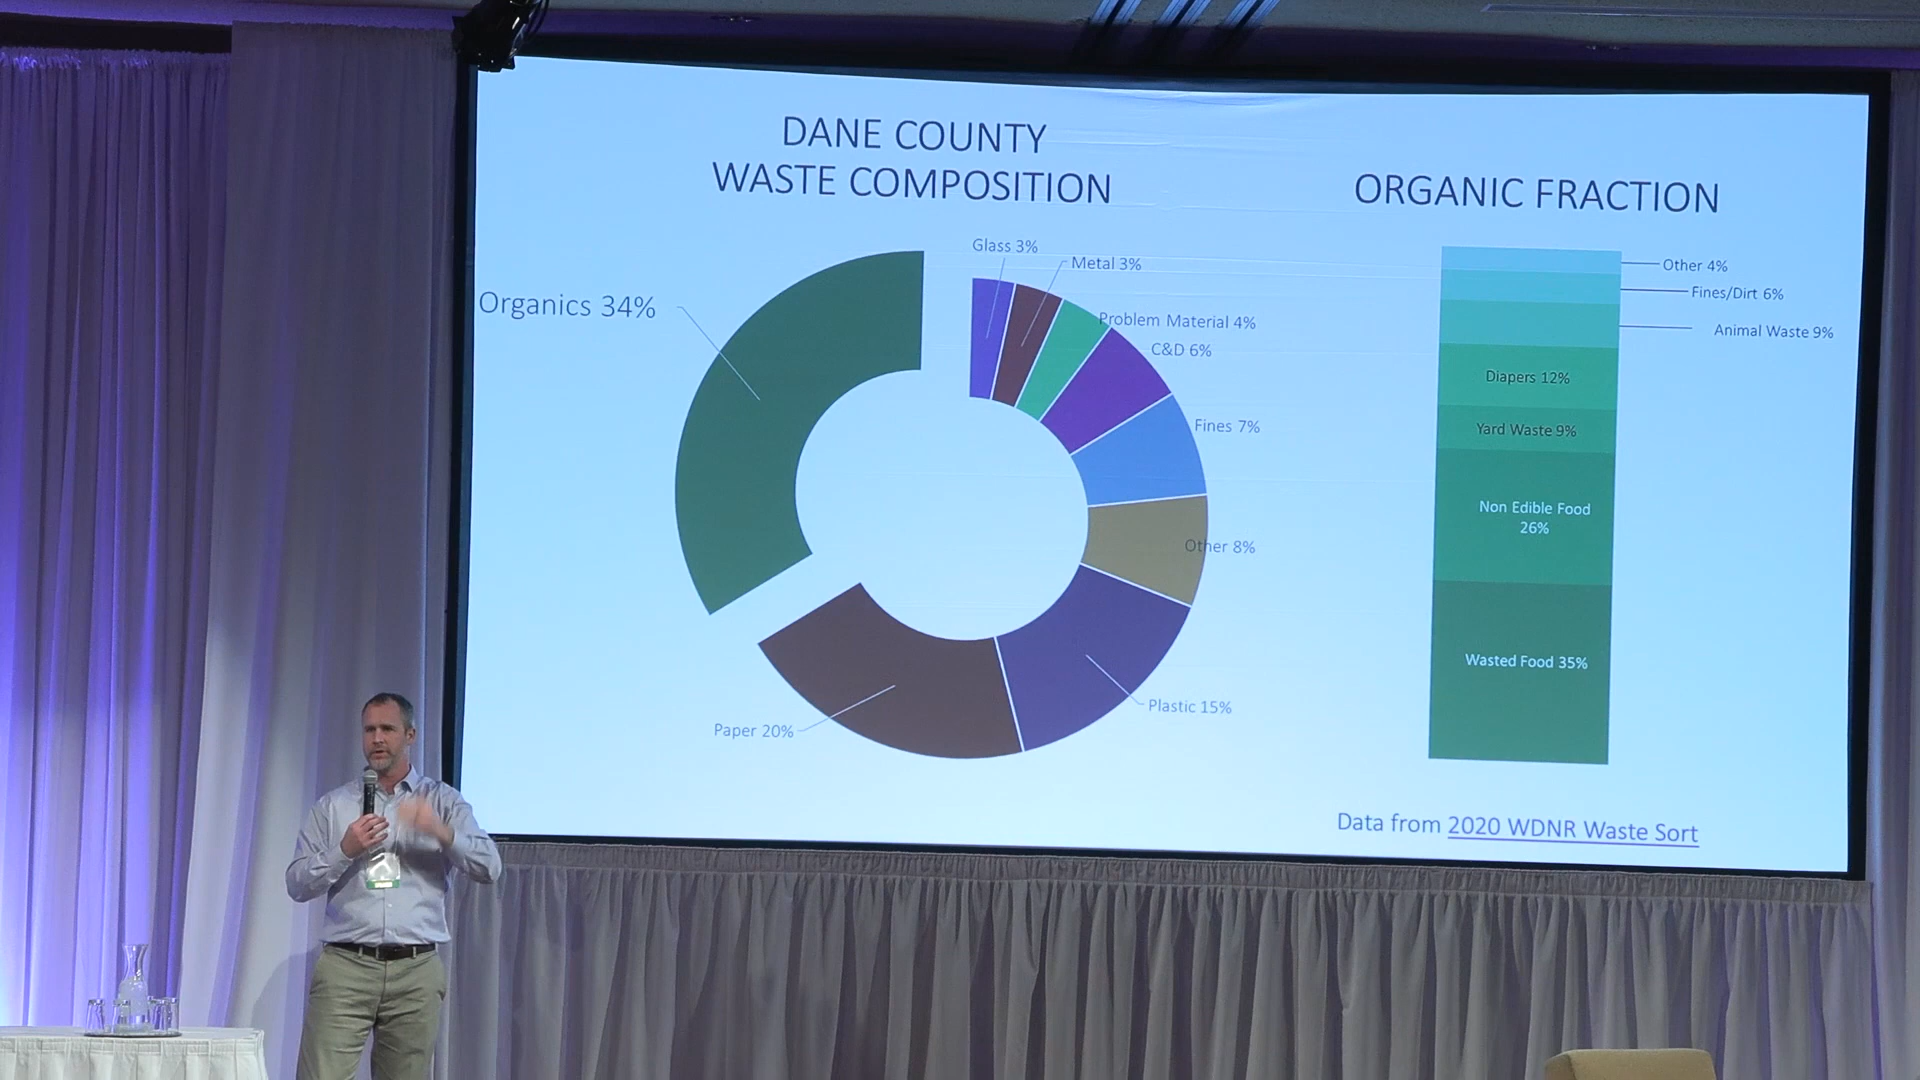 DANE COUNTY
WASTE COMPOSITION
Glass 3%
Metal 3%
Organics 34%
Problem Material 4%
C&D 6%
Fines 7%
Other 8%
Plastic 15%
Paper 20%
ORGANIC FRACTION
Other 4%
Fines/Dirt 6%
Animal Waste 9%
Diapers 12%
Yard Waste 9%
Non Edible Food
26%
Wasted Food 35%
Data from 2020 WDNR Waste Sort